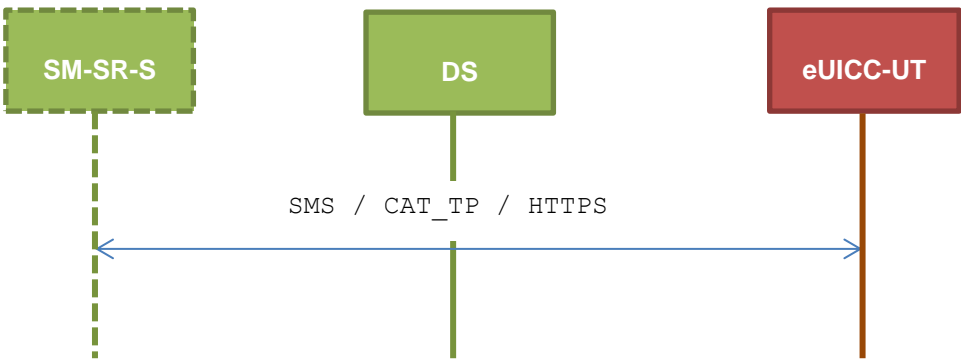 SM-SR-S
DS
eUICC-UT
SMS / CAT_TP / HTTPS